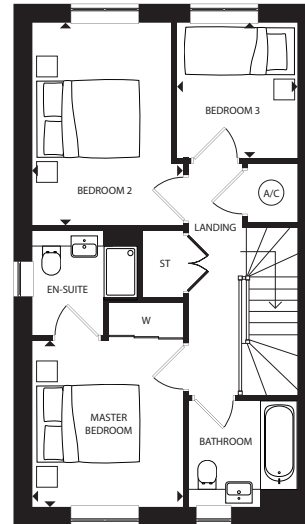 BEDROOM 3
BEDROOM 2
A/C
LANDING
ST
EN-SUITE
W
MASTER
BEDROOM
BATHROOM